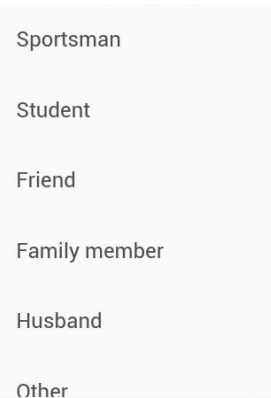 Sportsman
Student
Friend
Family member
Husband
Other